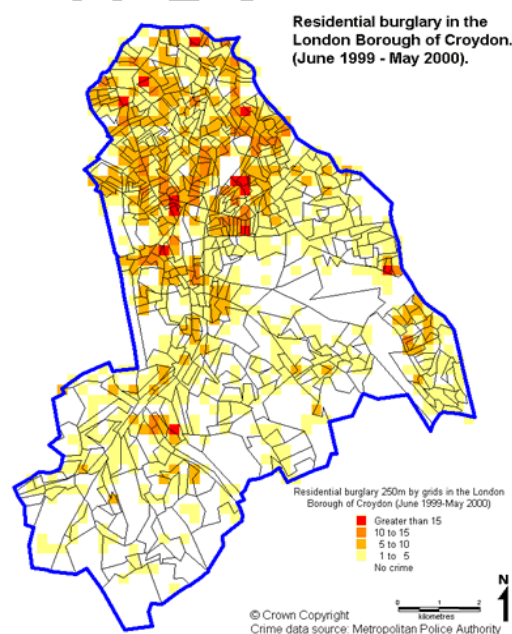 Residential burglary in the
London Borough of Croydon.
(June 1999 - May 2000).
Residential burglary 250m by grids in the London
Borough of Croydon (June 1999-May 2000)
Greater than 15
10 to 15
5 to 10
1 to 5
No crime
N
0 1 2
kilometres
© Crown Copyright
Crime data source: Metropolitan Police Authority